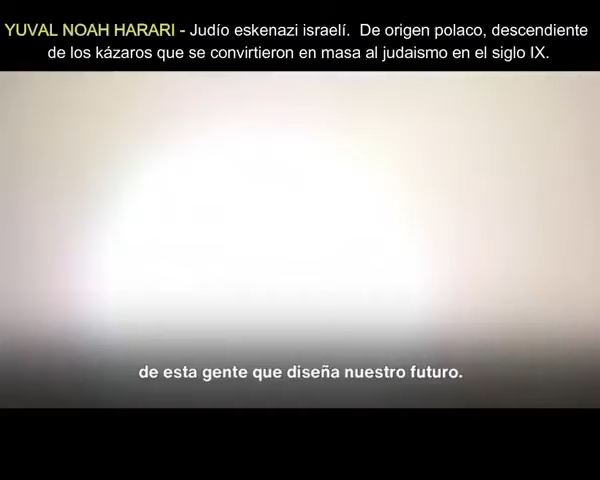 YUVAL NOAH HARARI - Judío eskenazi israelí.  De origen polaco, descendiente
de los kázaros que se convirtieron en masa al judaismo en el siglo IX.
de esta gente que diseña nuestro futuro.